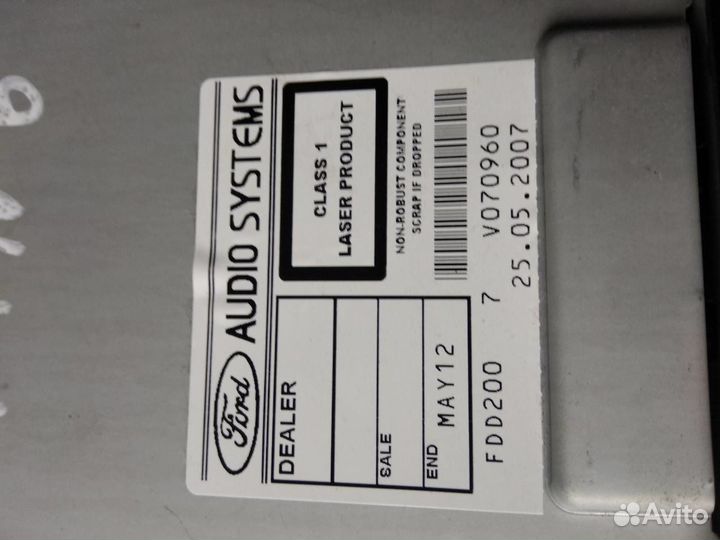 Ford AUDIO SYSTEMS
DEALER
SALE
END MAY12
CLASS 1
LASER PRODUCT
NON-ROBUST COMPONENT
SCRAP IF DROPPED
FDD200 7 V070960
25.05.2007
Avito